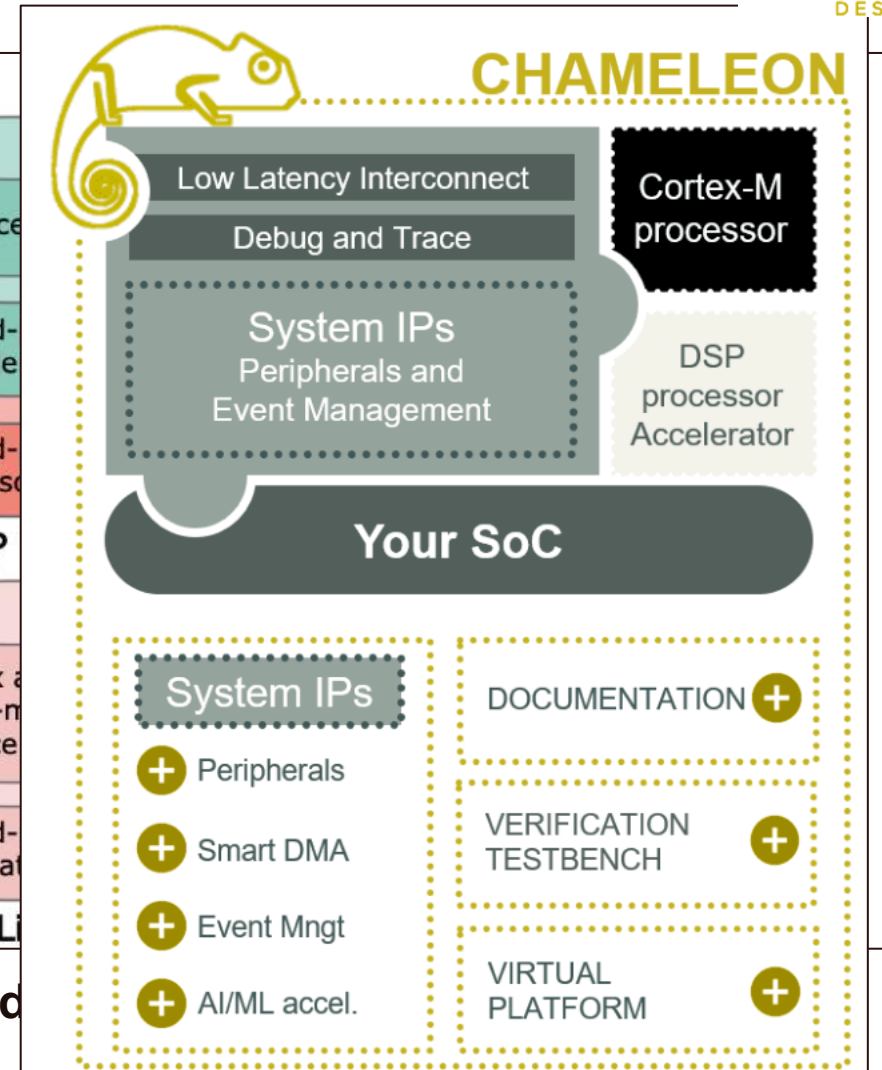 DES
CHAMELEON
Low Latency Interconnect
Debug and Trace
System IPs
Peripherals and
Event Management
Cortex-M
processor
DSP
processor
Accelerator
Your SoC
System IPs
+ Peripherals
+ Smart DMA
+ Event Mngt
+ AI/ML accel.
DOCUMENTATION +
VERIFICATION
TESTBENCH +
VIRTUAL
PLATFORM +